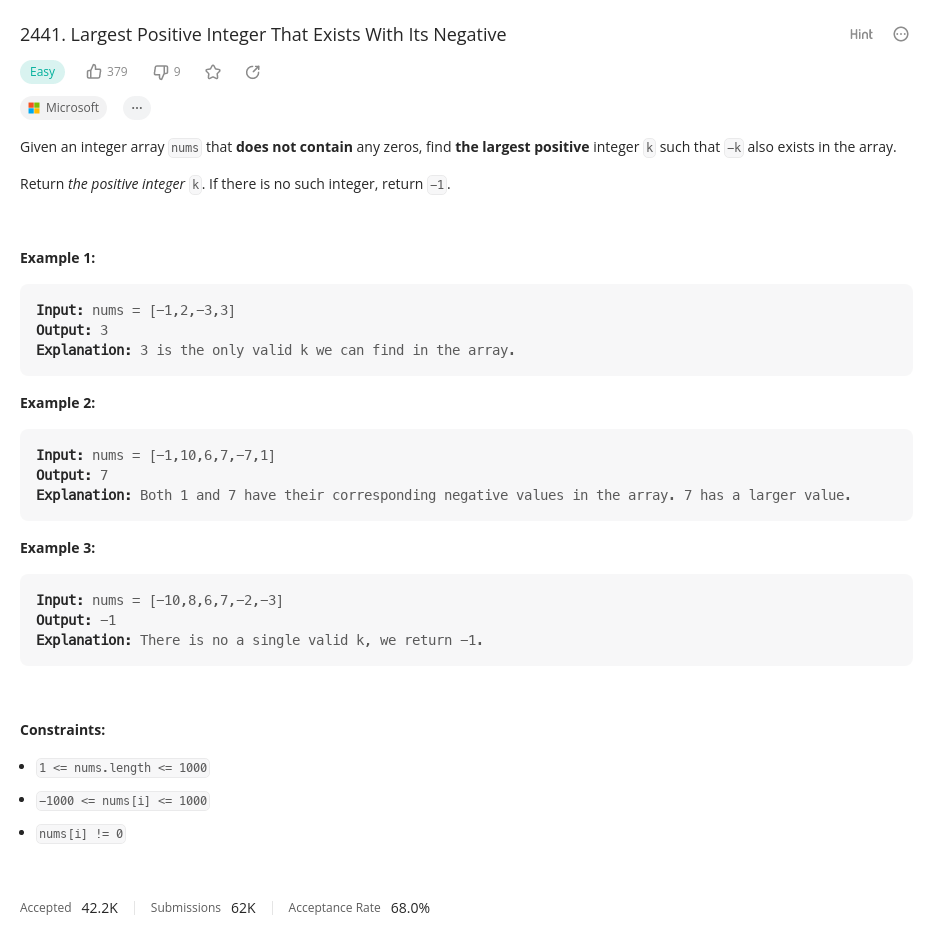 2441. Largest Positive Integer That Exists With Its Negative
Hint
Easy 379 9
Microsoft ...
Given an integer array nums that does not contain any zeros, find the largest positive integer k such that -k also exists in the array.
Return the positive integer k. If there is no such integer, return -1.
Example 1:
Input: nums = [-1,2,-3,3]
Output: 3
Explanation: 3 is the only valid k we can find in the array.
Example 2:
Input: nums = [-1,10,6,7,-7,1]
Output: 7
Explanation: Both 1 and 7 have their corresponding negative values in the array. 7 has a larger value.
Example 3:
Input: nums = [-10,8,6,7,-2,-3]
Output: -1
Explanation: There is no a single valid k, we return -1.
Constraints:
1 <= nums.length <= 1000
-1000 <= nums[i] <= 1000
nums[i] != 0
Accepted 42.2K Submissions 62K Acceptance Rate 68.0%